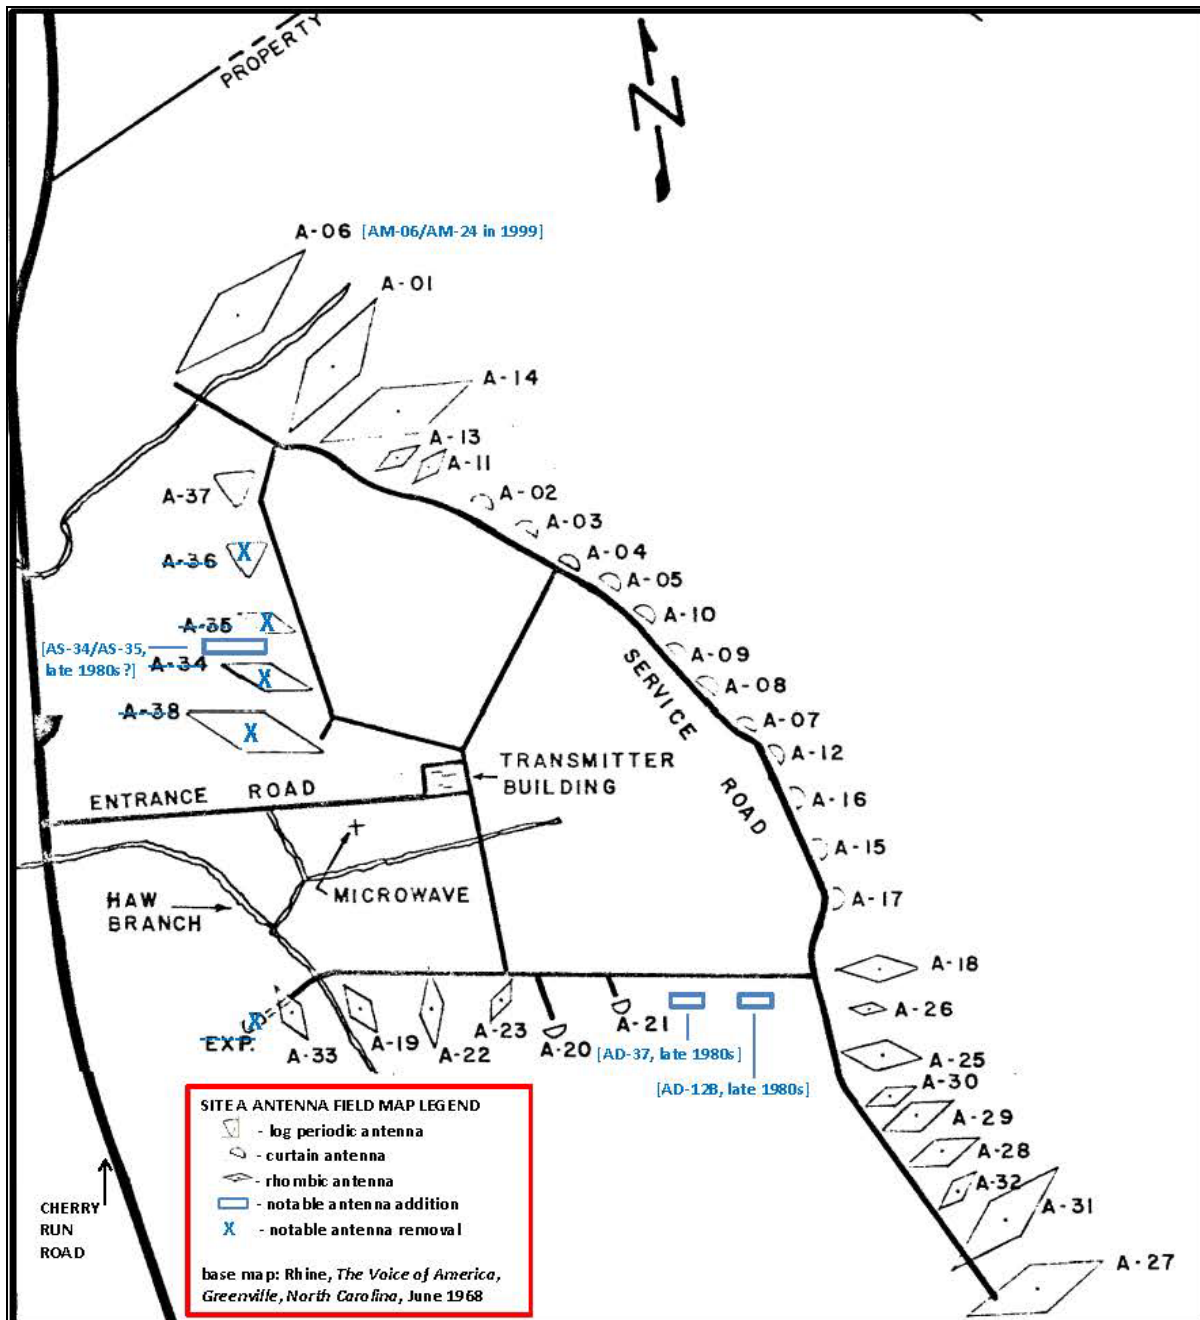 PROPERTY
N
A-06 [AM-06/AM-24 in 1999]
A-01
A-14
A-13
A-11
A-37
A-02
A-03
A-36
A-04
A-05
A-10
A-35
[AS-34/AS-35,
late 1980s?]
A-34
A-09
A-08
A-38
A-07
A-12
SERVICE ROAD
TRANSMITTER
BUILDING
ENTRANCE ROAD
A-16
A-15
MICROWAVE
HAW
BRANCH
A-17
A-18
A-26
EXP.
A-33
A-19
A-22
A-23
A-20
A-21
[AD-37, late 1980s]
[AD-12B, late 1980s]
A-25
A-30
A-29
A-28
A-32
A-31
A-27
CHERRY
RUN
ROAD
SITE A ANTENNA FIELD MAP LEGEND
- log periodic antenna
- curtain antenna
- rhombic antenna
- notable antenna addition
X - notable antenna removal
base map: Rhine, The Voice of America,
Greenville, North Carolina, June 1968